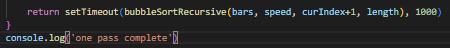 return setTimeout(bubbleSortRecursive(bars, speed, curIndex+1, length), 1000)
}
console.log('one pass complete')